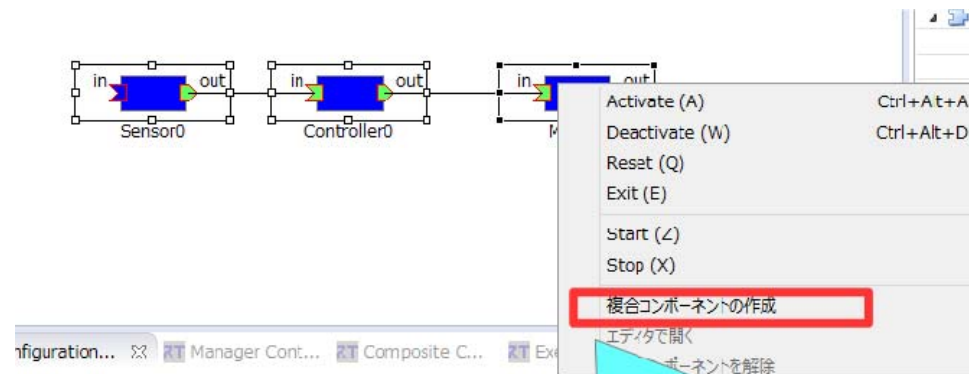 in out in out in out
Sensor0 Controller0 M
Activate (A) Ctrl+Alt+A
Deactivate (W) Ctrl+Alt+D
Reset (Q)
Exit (E)
Start (Z)
Stop (X)
複合コンポーネントの作成
エディタで開く
ポーネントを解除
nfiguration... RT Manager Cont... RT Composite C... RT Exe